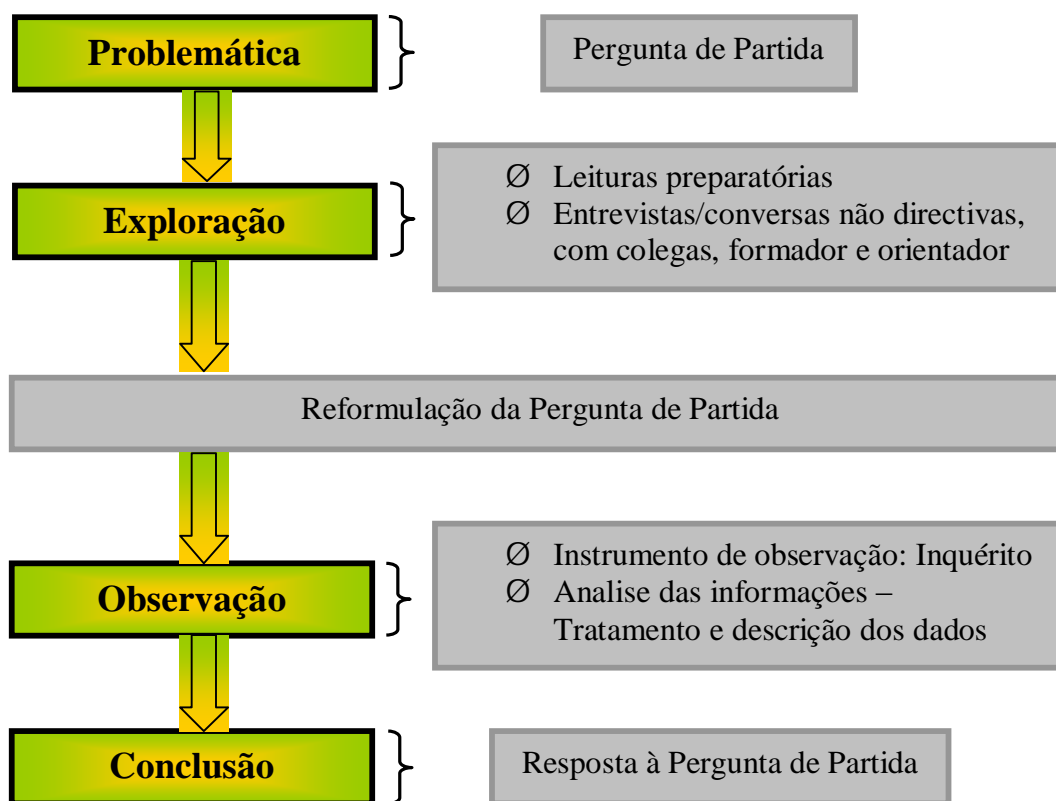 Problemática
Pergunta de Partida
Exploração
Ø Leituras preparatórias
Ø Entrevistas/conversas não directivas,
com colegas, formador e orientador
Reformulação da Pergunta de Partida
Observação
Ø Instrumento de observação: Inquérito
Ø Analise das informações –
Tratamento e descrição dos dados
Conclusão
Resposta à Pergunta de Partida